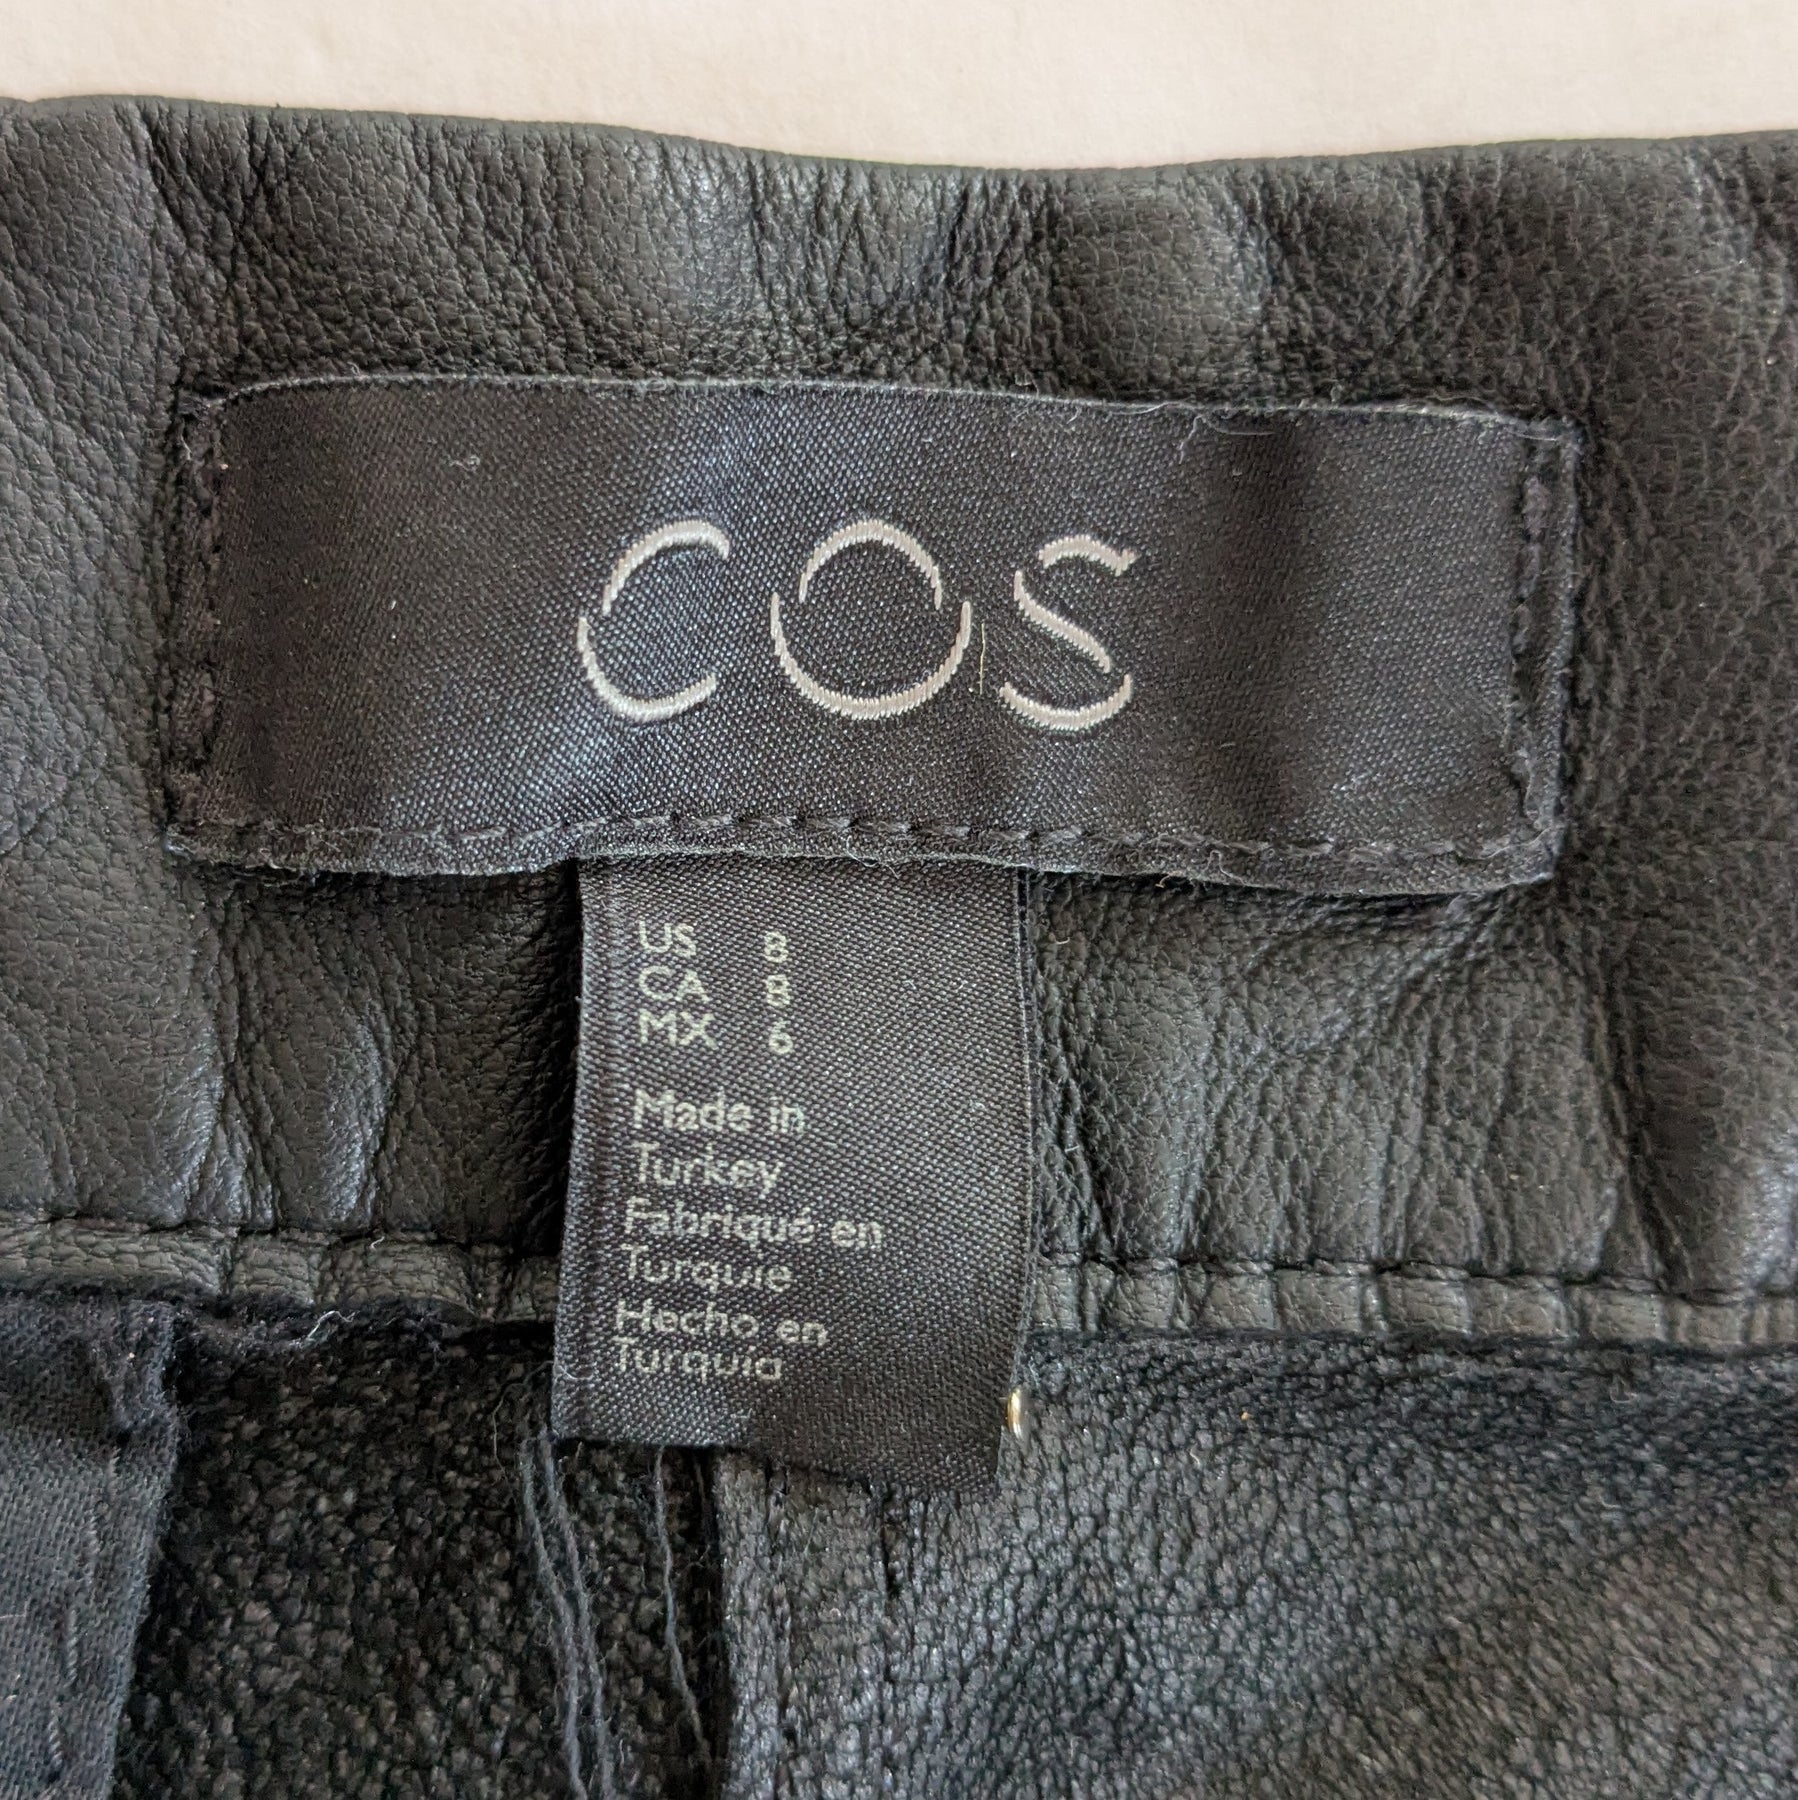 COS
US 8
CA 8
MX 6
Made in
Turkey
Fabriqué en
Turquie
Hecho en
Turquía